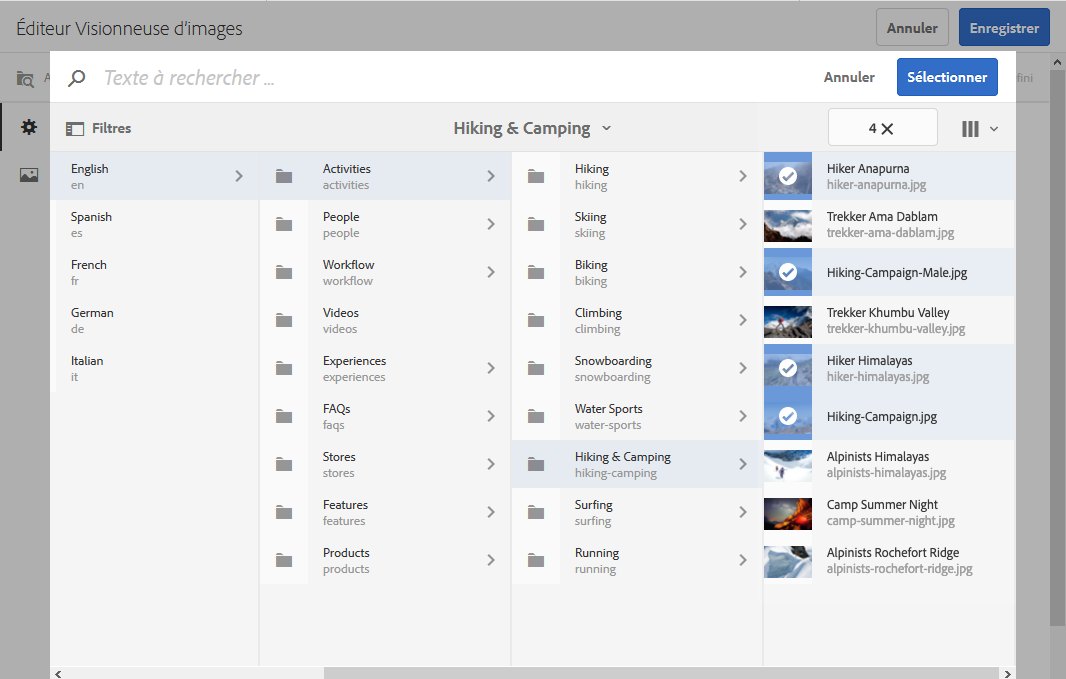 Éditeur Visionneuse d'images
Annuler
Enregistrer
A
fini
Texte à rechercher ...
Annuler
Sélectionner
Filtres
Hiking & Camping
4
English
en
Spanish
es
French
fr
German
de
Italian
it
Activities
activities
People
people
Workflow
workflow
Videos
videos
Experiences
experiences
FAQs
faqs
Stores
stores
Features
features
Products
products
Hiking
hiking
Skiing
skiing
Biking
biking
Climbing
climbing
Snowboarding
snowboarding
Water Sports
water-sports
Hiking & Camping
hiking-camping
Surfing
surfing
Running
running
Hiker Anapurna
hiker-anapurna.jpg
Trekker Ama Dablam
trekker-ama-dablam.jpg
Hiking-Campaign-Male.jpg
Trekker Khumbu Valley
trekker-khumbu-valley.jpg
Hiker Himalayas
hiker-himalayas.jpg
Hiking-Campaign.jpg
Alpinists Himalayas
alpinists-himalayas.jpg
Camp Summer Night
camp-summer-night.jpg
Alpinists Rochefort Ridge
alpinists-rochefort-ridge.jpg